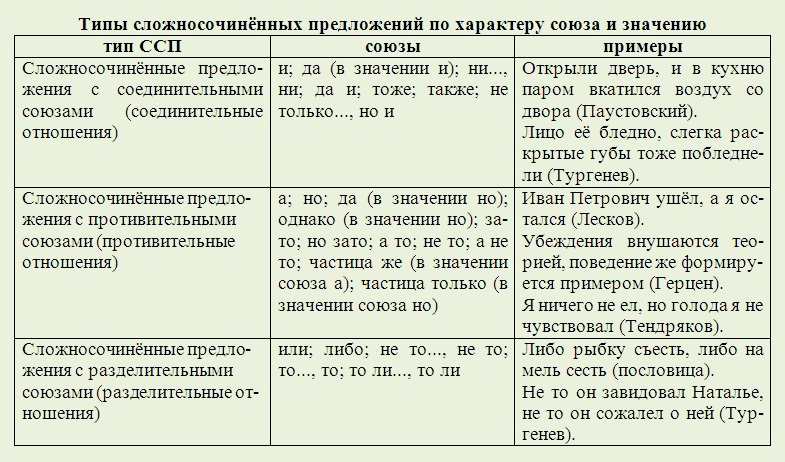 Типы сложносочинённых предложений по характеру союза и значению
тип ССП
союзы
примеры
Сложносочинённые предло-
жения с соединительными
союзами (соединительные
отношения)
и; да (в значении и); ни...,
ни; да и; тоже; также; не
только..., но и
Открыли дверь, и в кухню
паром вкатился воздух со
двора (Паустовский).
Лицо её бледно, слегка рас-
крытые губы тоже побледне-
ли (Тургенев).
Сложносочинённые предло-
жения с противительными
союзами (противительные
отношения)
а; но; да (в значении но);
однако (в значении но); за-
то; но зато; а то; не то; а не
то; частица же (в значении
союза а); частица только (в
значении союза но)
Иван Петрович ушёл, а я ос-
тался (Лесков).
Убеждения внушаются тео-
рией, поведение же формиру-
ется примером (Герцен).
Я ничего не ел, но голода я не
чувствовал (Тендряков).
Сложносочинённые предло-
жения с разделительными
союзами (разделительные от-
ношения)
или; либо; не то..., не то;
то..., то; то ли..., то ли
Либо рыбку съесть, либо на
мель сесть (пословица).
Не то он завидовал Наталье,
не то он сожалел о ней (Тур-
генев).